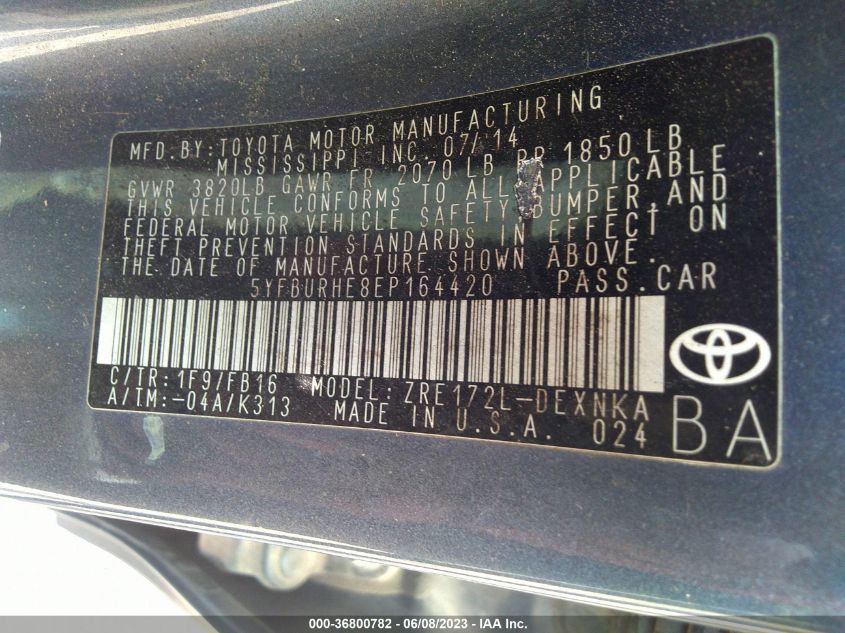 MFD. BY: TOYOTA MOTOR MANUFACTURING
MISSISSIPPI INC. 07/14
GVWR 3820LB GAWR FR 2070 LB RR 1850 LB
THIS VEHICLE CONFORMS TO ALL APPLICABLE
FEDERAL MOTOR VEHICLE SAFETY, BUMPER, AND
THEFT PREVENTION STANDARDS IN EFFECT ON
THE DATE OF MANUFACTURE SHOWN ABOVE.
5YFBURHE8EP164420 PASS. CAR
C/TR: 1F9/FB16 MODEL: ZRE172L-DEXNKA
A/TM:-04A/K313 MADE IN U.S.A. 024
BA
000-36800782 - 06/08/2023 - IAA Inc.